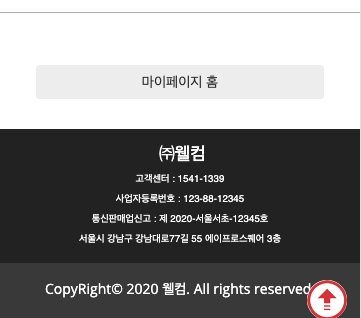 마이페이지 홈
㈜웰컴
고객센터 : 1541-1339
사업자등록번호 : 123-88-12345
통신판매업신고 : 제 2020-서울서초-12345호
서울시 강남구 강남대로77길 55 에이프로스퀘어 3층
CopyRight© 2020 웰컴. All rights reserved